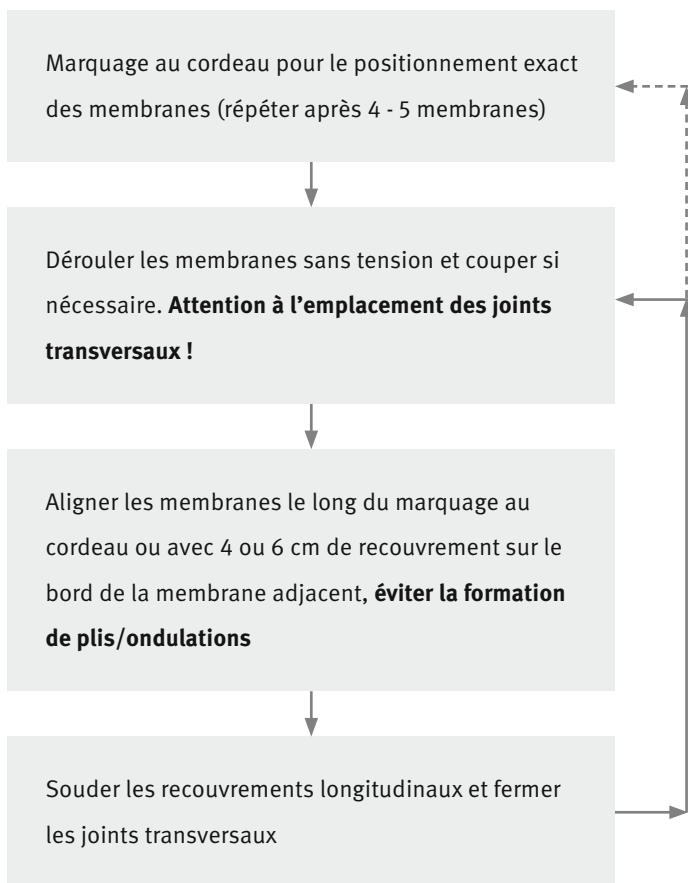 Marquage au cordeau pour le positionnement exact
des membranes (répéter après 4 - 5 membranes)
Dérouler les membranes sans tension et couper si
nécessaire. Attention à l’emplacement des joints
transversaux !
Aligner les membranes le long du marquage au
cordeau ou avec 4 ou 6 cm de recouvrement sur le
bord de la membrane adjacent, éviter la formation
de plis/ondulations
Souder les recouvrements longitudinaux et fermer
les joints transversaux